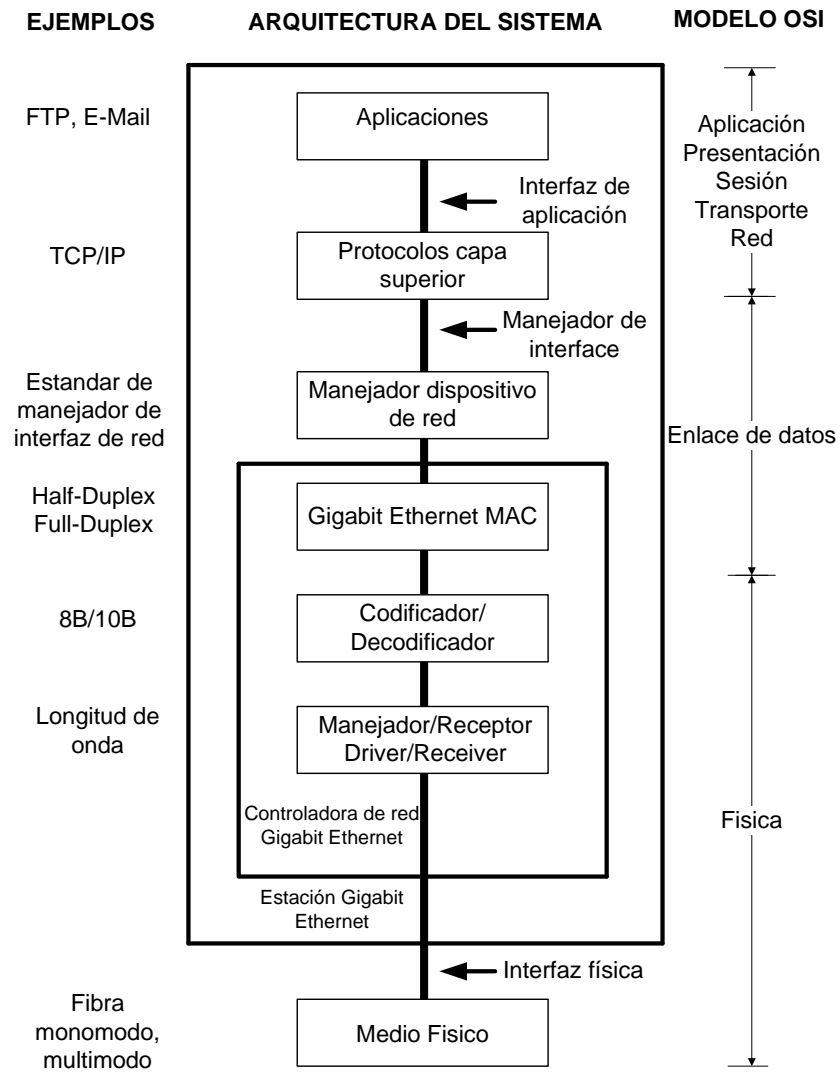 EJEMPLOS
ARQUITECTURA DEL SISTEMA
MODELO OSI
FTP, E-Mail
Aplicaciones
Aplicación
Presentación
Sesión
Transporte
Red
Interfaz de
aplicación
TCP/IP
Protocolos capa
superior
Manejador de
interface
Estandar de
manejador de
interfaz de red
Manejador dispositivo
de red
Enlace de datos
Half-Duplex
Full-Duplex
Gigabit Ethernet MAC
8B/10B
Codificador/
Decodificador
Longitud de
onda
Manejador/Receptor
Driver/Receiver
Controladora de red
Gigabit Ethernet
Fisica
Estación Gigabit
Ethernet
Interfaz física
Fibra
monomodo,
multimodo
Medio Fisico